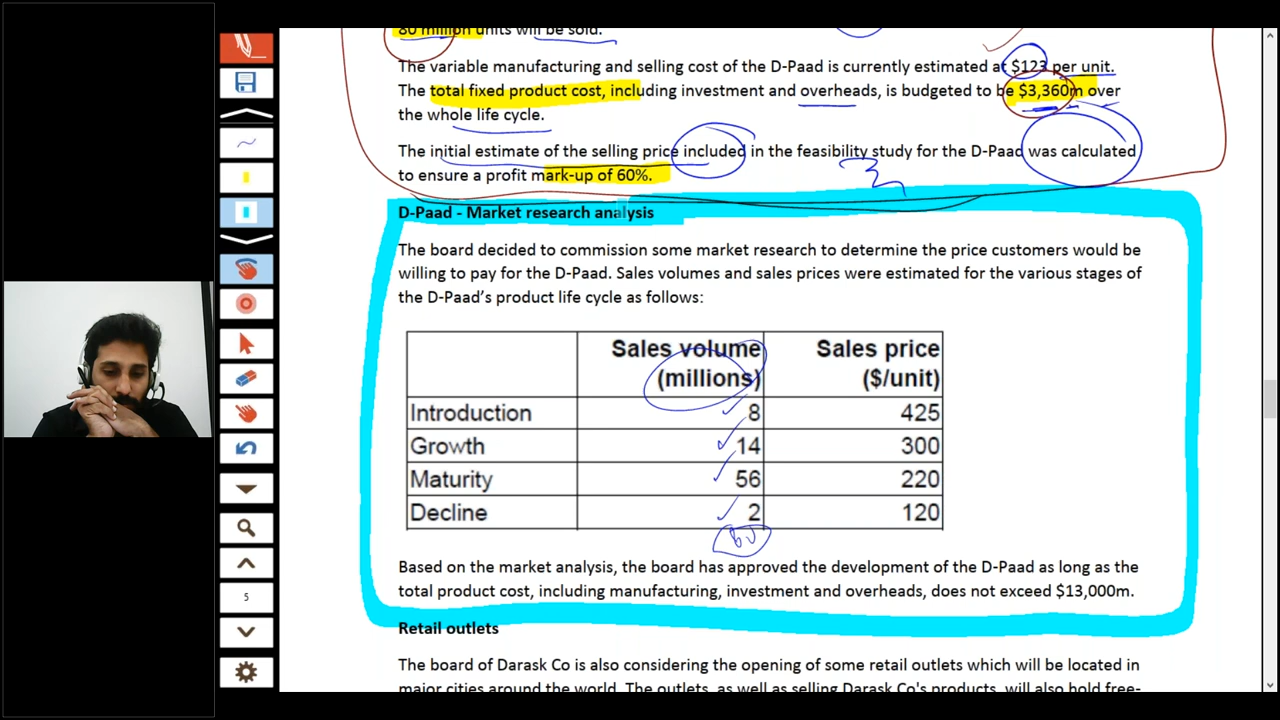 80 million units will be sold.
The variable manufacturing and selling cost of the D-Paad is currently estimated at $123 per unit.
The total fixed product cost, including investment and overheads, is budgeted to be $3,360m over
the whole life cycle.
The initial estimate of the selling price included in the feasibility study for the D-Paad was calculated
to ensure a profit mark-up of 60%.
D-Paad - Market research analysis
The board decided to commission some market research to determine the price customers would be
willing to pay for the D-Paad. Sales volumes and sales prices were estimated for the various stages of
the D-Paad's product life cycle as follows:
Sales volume (millions) Sales price ($/unit)
Introduction 8 425
Growth 14 300
Maturity 56 220
Decline 2 120
80
Based on the market analysis, the board has approved the development of the D-Paad as long as the
total product cost, including manufacturing, investment and overheads, does not exceed $13,000m.
Retail outlets
The board of Darask Co is also considering the opening of some retail outlets which will be located in
major cities around the world. The outlets, as well as selling Darask Co's products, will also hold free-
5